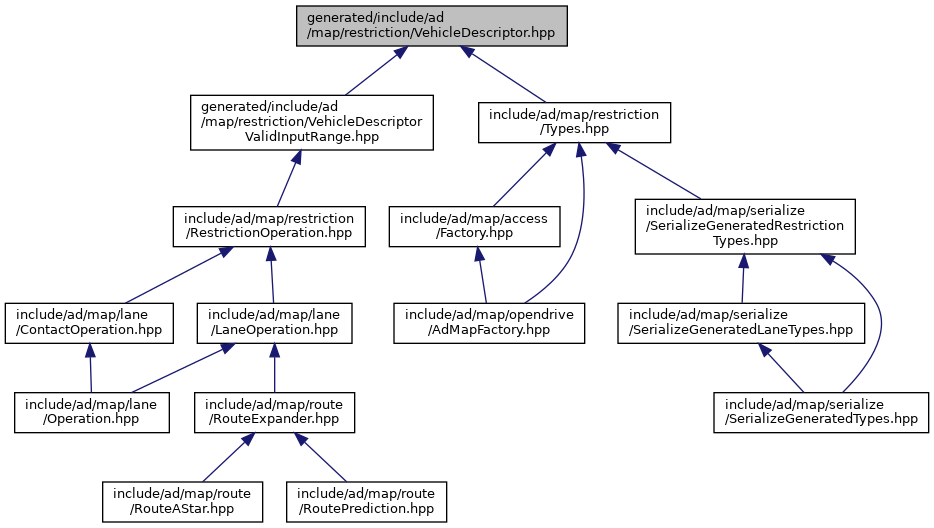 generated/include/ad
/map/restriction/VehicleDescriptor.hpp
generated/include/ad
/map/restriction/VehicleDescriptor
ValidInputRange.hpp
include/ad/map/restriction
/Types.hpp
include/ad/map/restriction
/RestrictionOperation.hpp
include/ad/map/access
/Factory.hpp
include/ad/map/serialize
/SerializeGeneratedRestriction
Types.hpp
include/ad/map/lane
/ContactOperation.hpp
include/ad/map/lane
/LaneOperation.hpp
include/ad/map/opendrive
/AdMapFactory.hpp
include/ad/map/serialize
/SerializeGeneratedLaneTypes.hpp
include/ad/map/lane
/Operation.hpp
include/ad/map/route
/RouteExpander.hpp
include/ad/map/serialize
/SerializeGeneratedTypes.hpp
include/ad/map/route
/RouteAStar.hpp
include/ad/map/route
/RoutePrediction.hpp